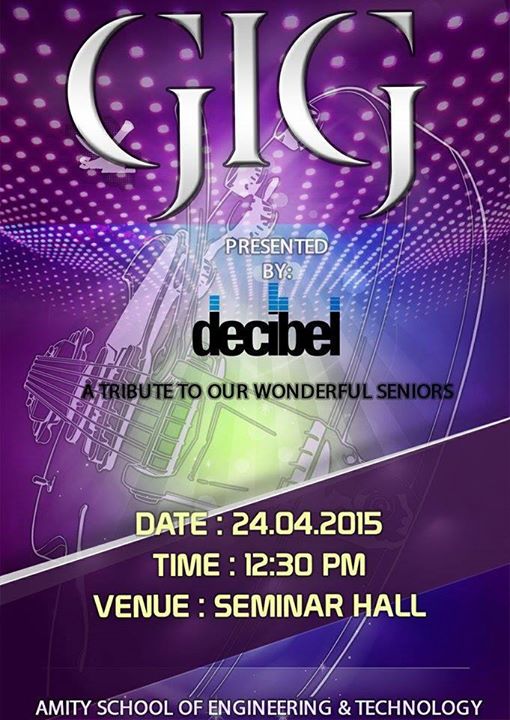 GIG
PRESENTED
BY:
decibel
A TRIBUTE TO OUR WONDERFUL SENIORS
DATE : 24.04.2015
TIME : 12:30 PM
VENUE : SEMINAR HALL
AMITY SCHOOL OF ENGINEERING & TECHNOLOGY